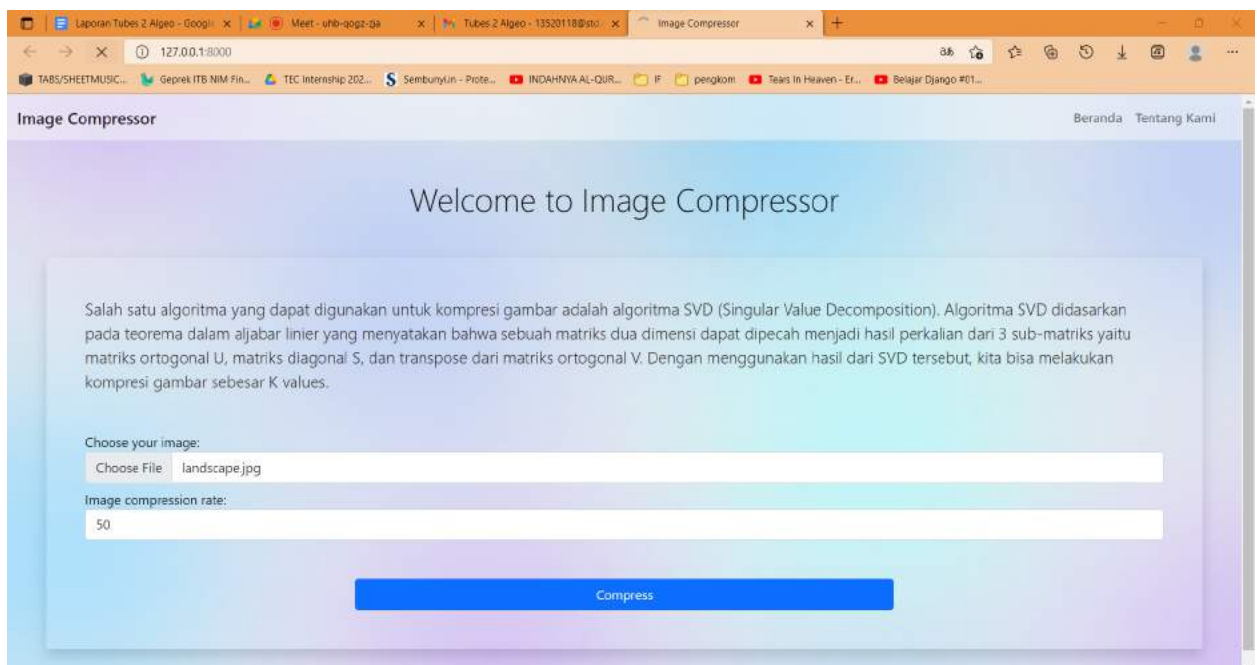 Laporan Tubes 2 Algeo - Googl
Meet - uhb-qogz-zja
Tubes 2 Algeo - 13520118@sto
Image Compressor
127.0.0.1:8000
TABS/SHEETMUSIC...
Geprek ITB NIM Fin...
TEC Internship 202...
SembunyiIn - Prote...
INDAHNYA AL-QUR...
IF
pengkom
Tears In Heaven - Er...
Belajar Django #01...
Image Compressor
Beranda
Tentang Kami
Welcome to Image Compressor
Salah satu algoritma yang dapat digunakan untuk kompresi gambar adalah algoritma SVD (Singular Value Decomposition). Algoritma SVD didasarkan
pada teorema dalam aljabar linier yang menyatakan bahwa sebuah matriks dua dimensi dapat dipecah menjadi hasil perkalian dari 3 sub-matriks yaitu
matriks ortogonal U, matriks diagonal S, dan transpose dari matriks ortogonal V. Dengan menggunakan hasil dari SVD tersebut, kita bisa melakukan
kompresi gambar sebesar K values.
Choose your image:
Choose File landscape.jpg
Image compression rate:
50
Compress